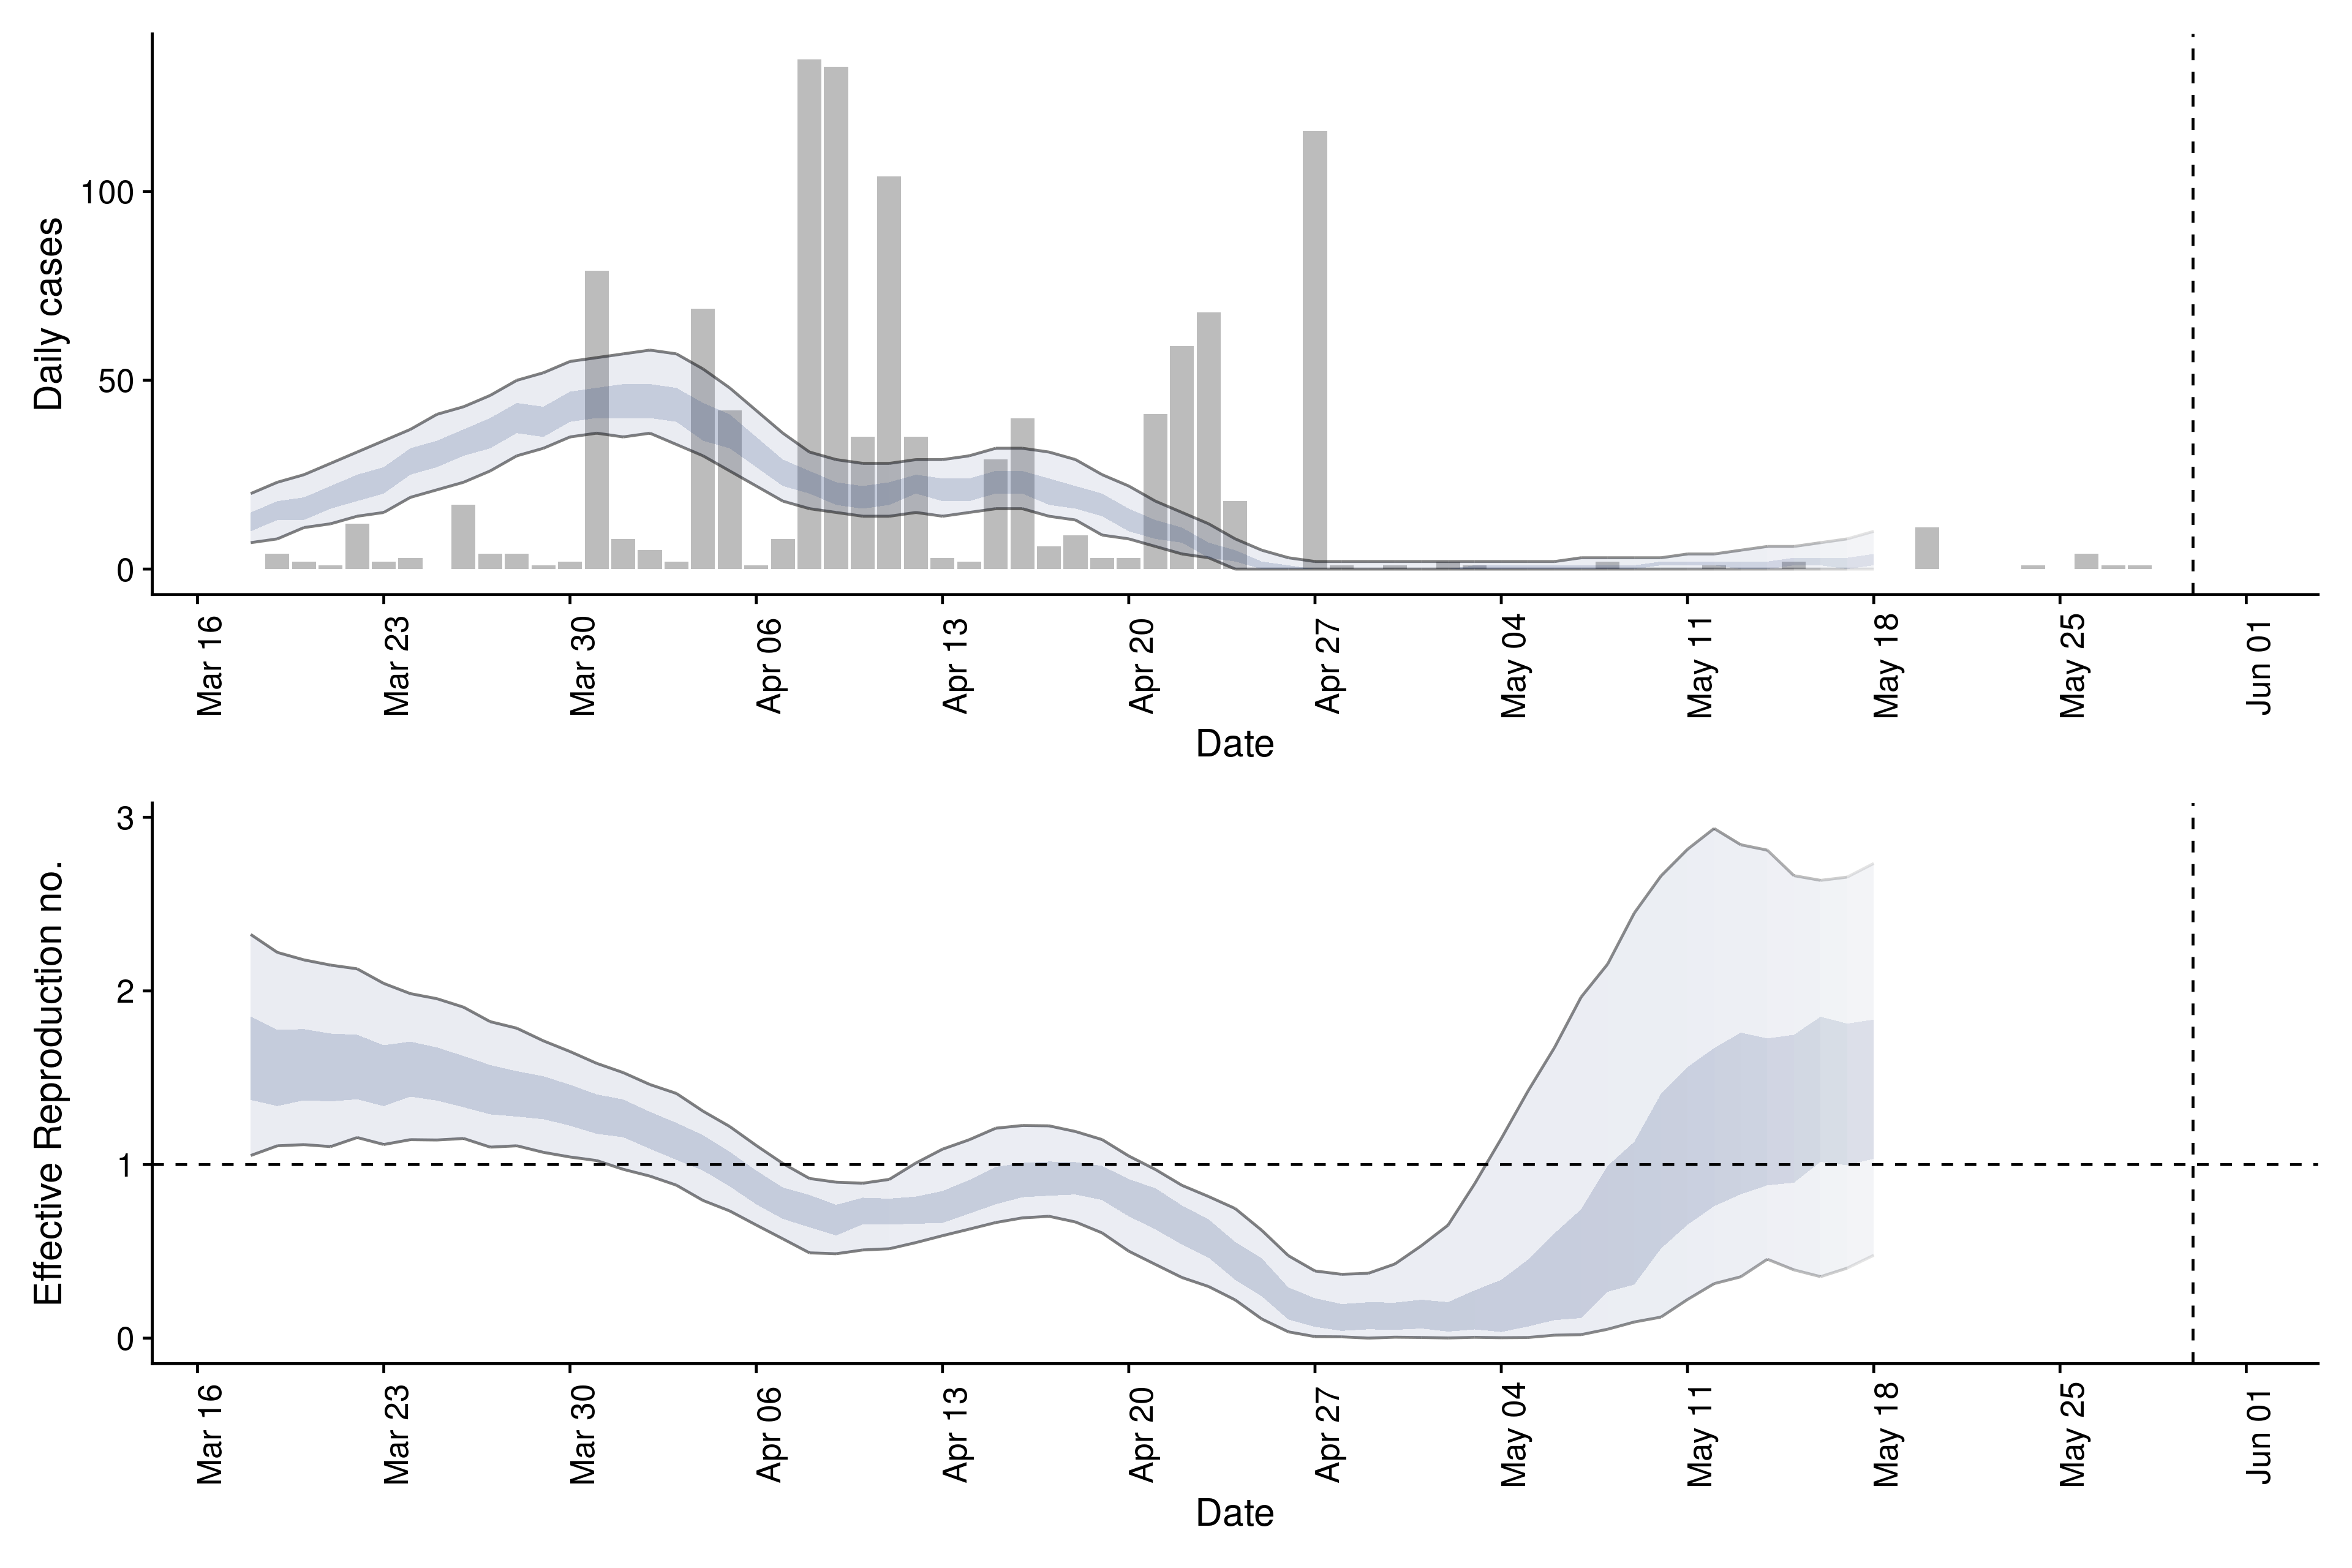 Daily cases
100
50
0
Mar 16
Mar 23
Mar 30
Apr 06
Apr 13
Apr 20
Apr 27
May 04
May 11
May 18
May 25
Jun 01
Date
Effective Reproduction no.
3
2
1
0
Mar 16
Mar 23
Mar 30
Apr 06
Apr 13
Apr 20
Apr 27
May 04
May 11
May 18
May 25
Jun 01
Date